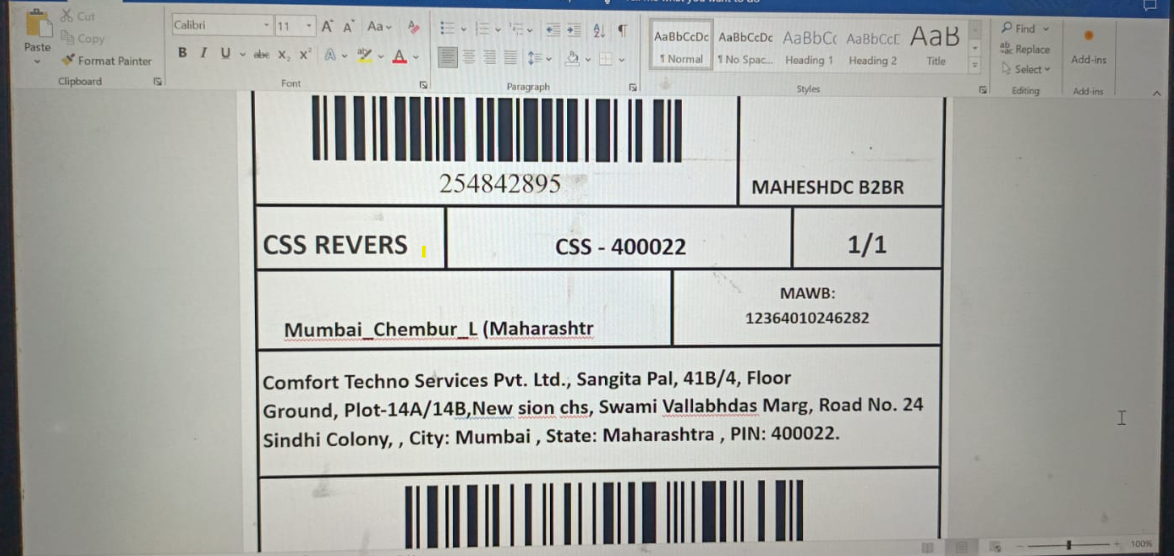 Cut
Copy
Paste
Format Painter
Clipboard
Calibri
11
Aa
B I U abc X₂ X²
Font
Paragraph
AaBbCcDc
¶ Normal
AaBbCcDc
¶ No Spac...
AaBbCc
Heading 1
AaBbCcD
Heading 2
AaB
Title
Styles
Find
Replace
Select
Editing
Add-ins
Add-ins
254842895
MAHESHDC B2BR
CSS REVERS
CSS - 400022
1/1
Mumbai_Chembur_L (Maharashtr
MAWB:
12364010246282
Comfort Techno Services Pvt. Ltd., Sangita Pal, 41B/4, Floor
Ground, Plot-14A/14B,New sion chs, Swami Vallabhdas Marg, Road No. 24
Sindhi Colony, , City: Mumbai , State: Maharashtra , PIN: 400022.
100%